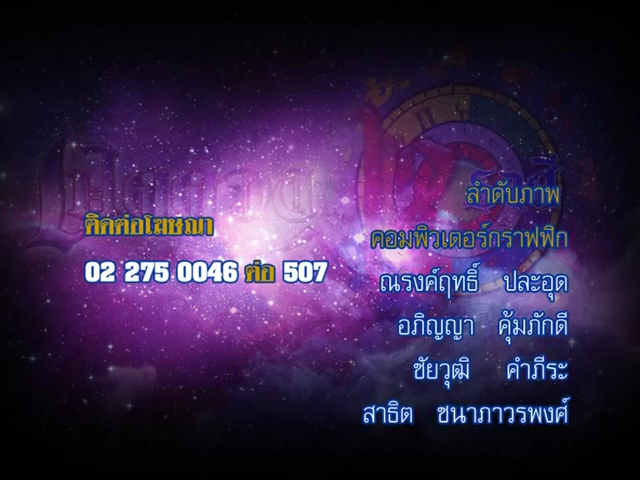 ติดต่อโฆษณา
02 275 0046 ต่อ 507
ลำดับภาพ
คอมพิวเตอร์กราฟฟิก
ณรงค์ฤทธิ์ ปละอุด
อภิญญา คุ้มภักดี
ชัยวุฒิ คำภีระ
สาธิต ชนาภาวรพงศ์